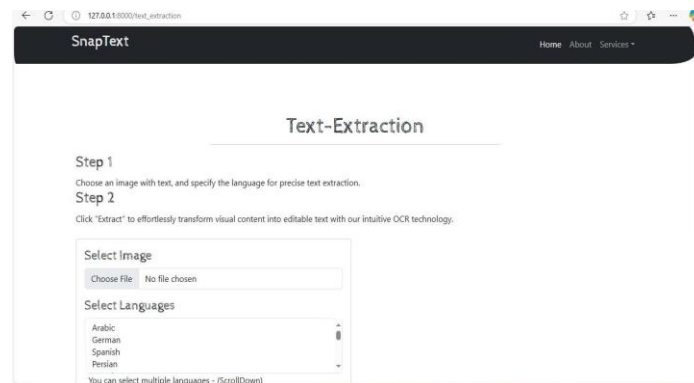 127.0.0.1:8000/text_extraction
SnapText
Home About Services
Text-Extraction
Step 1
Choose an image with text, and specify the language for precise text extraction.
Step 2
Click "Extract" to effortlessly transform visual content into editable text with our intuitive OCR technology.
Select Image
Choose File No file chosen
Select Languages
Arabic
German
Spanish
Persian
You can select multiple languages - (ScrollDown)